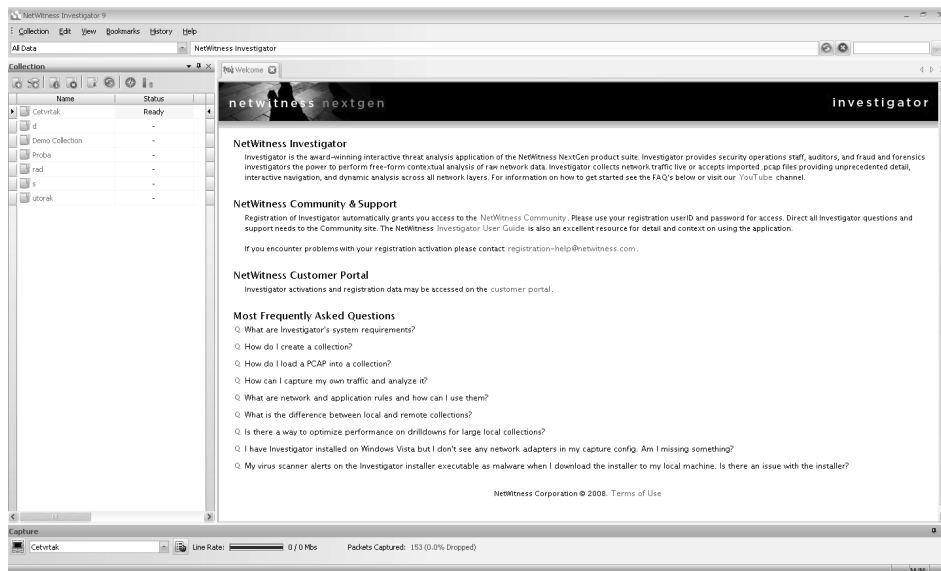 NetWitness Investigator 9
Collection Edit View Bookmarks History Help
All Data
NetWitness Investigator
Collection
Name Status
Cetvrtak Ready
d -
Demo Collection -
Proba -
rad -
s -
utorak -
Welcome
netwitness nextgen
investigator
NetWitness Investigator
Investigator is the award-winning interactive threat analysis application of the NetWitness NextGen product suite. Investigator provides security operations staff, auditors, and fraud and forensics
investigators the power to perform free-form contextual analysis of raw network data. Investigator collects network traffic live or accepts imported .pcap files providing unprecedented detail,
interactive navigation, and dynamic analysis across all network layers. For information on how to get started see the FAQ's below or visit our YouTube channel.
NetWitness Community & Support
Registration of Investigator automatically grants you access to the NetWitness Community. Please use your registration userID and password for access. Direct all Investigator questions and
support needs to the Community site. The NetWitness Investigator User Guide is also an excellent resource for detail and context on using the application.
If you encounter problems with your registration activation please contact registration-help@netwitness.com.
NetWitness Customer Portal
Investigator activations and registration data may be accessed on the customer portal.
Most Frequently Asked Questions
Q What are Investigator's system requirements?
Q How do I create a collection?
Q How do I load a PCAP into a collection?
Q How can I capture my own traffic and analyze it?
Q What are network and application rules and how can I use them?
Q What is the difference between local and remote collections?
Q Is there a way to optimize performance on drilldowns for large local collections?
Q I have Investigator installed on Windows Vista but I don't see any network adapters in my capture config. Am I missing something?
Q My virus scanner alerts on the Investigator installer executable as malware when I download the installer to my local machine. Is there an issue with the installer?
NetWitness Corporation © 2008. Terms of Use
Capture
Cetvrtak
Line Rate: 0 / 0 Mbs
Packets Captured: 153 (0.0% Dropped)
NUM